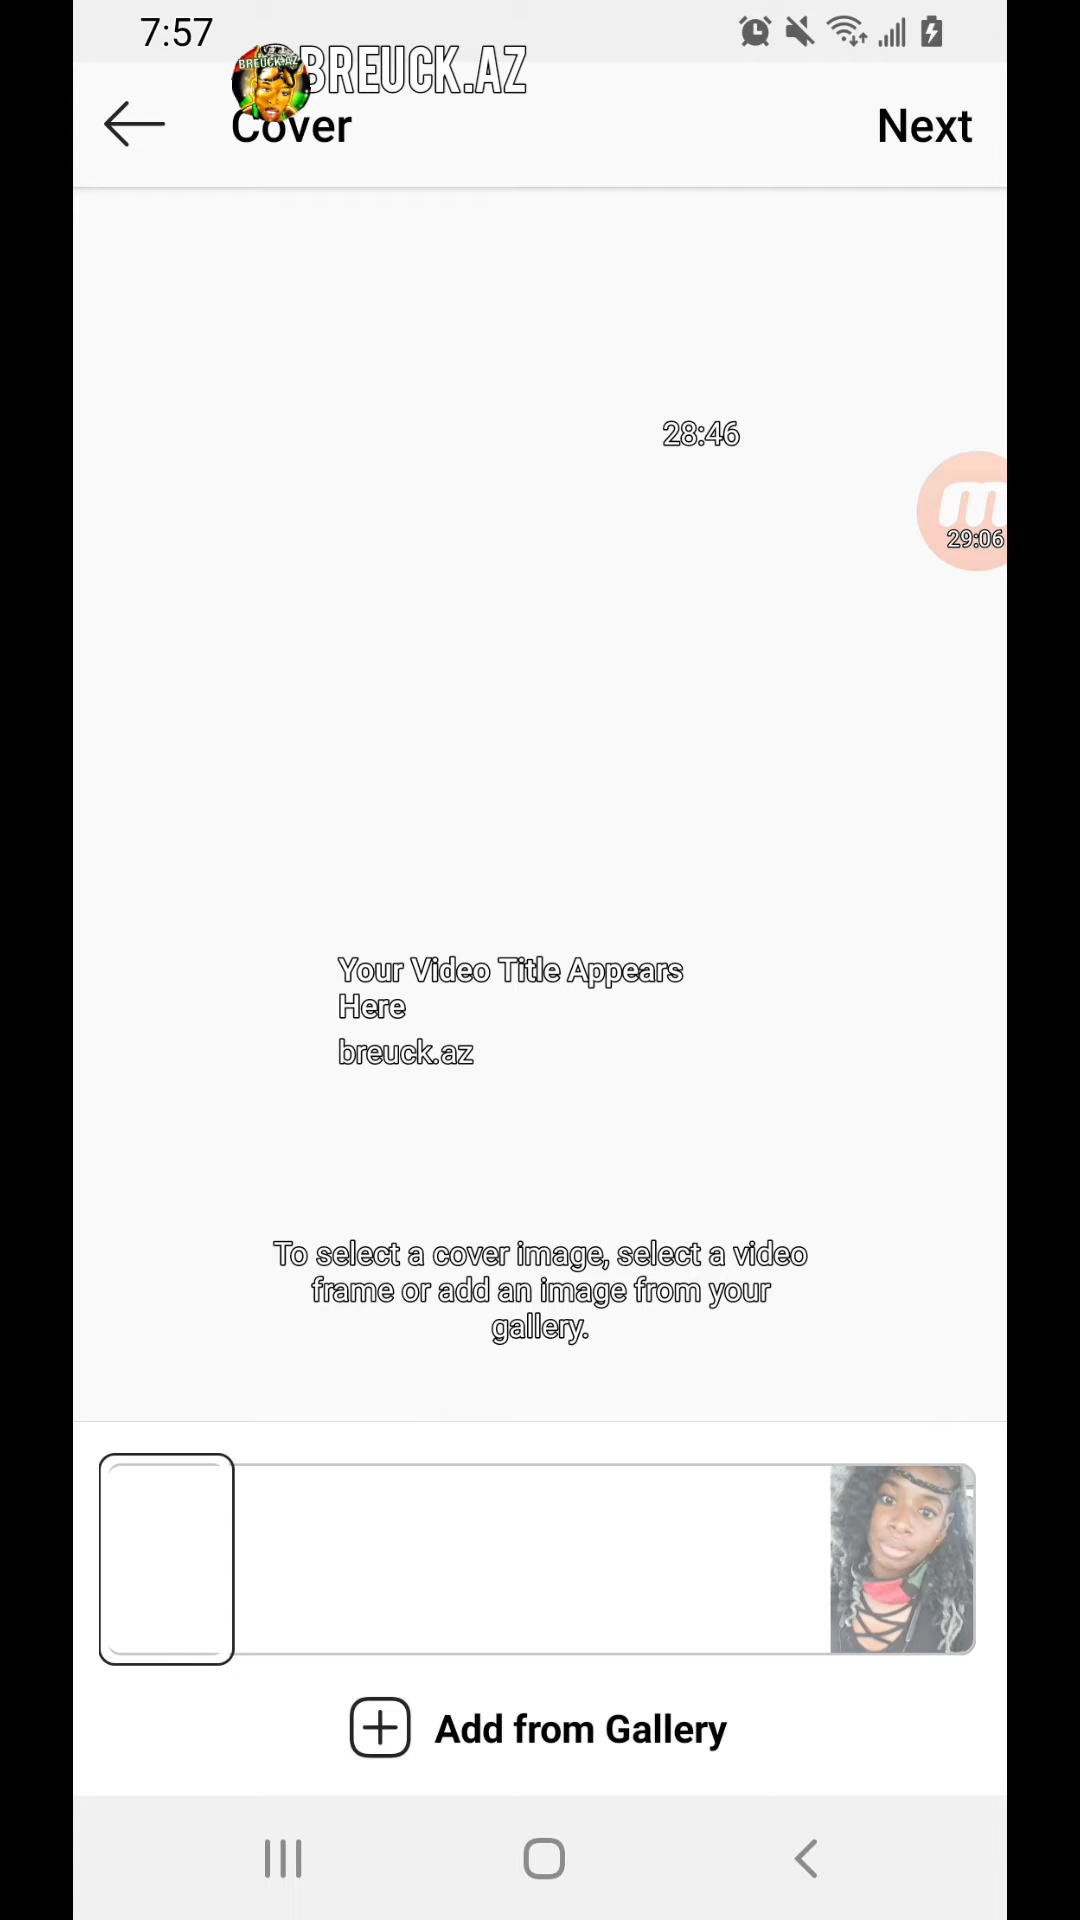 7:57
BREUCK.AZ
BREUCK.AZ
Cover
Next
28:46
29:06
Your Video Title Appears
Here
breuck.az
To select a cover image, select a video
frame or add an image from your
gallery.
Add from Gallery